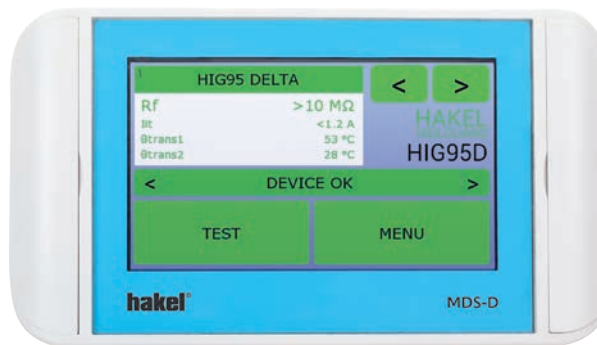 1 HIG95 DELTA < >
Rf >10 MΩ
<1.2 A
θtrans1 53 °C
θtrans2 28 °C
HAKEL
HIG95D
< DEVICE OK >
TEST MENU
hakel®
MDS-D